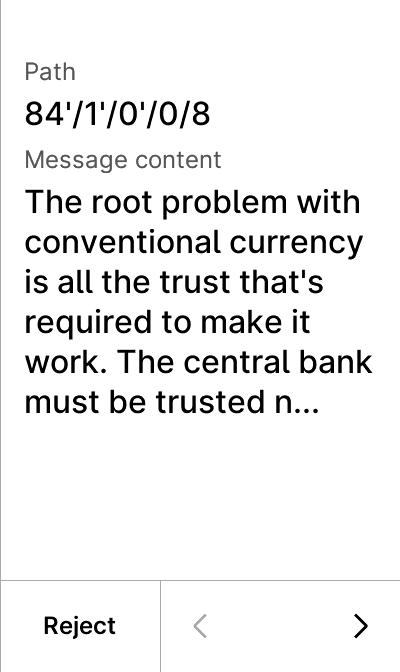 Path
84'/1'/0'/0/8
Message content
The root problem with
conventional currency
is all the trust that's
required to make it
work. The central bank
must be trusted n...
Reject